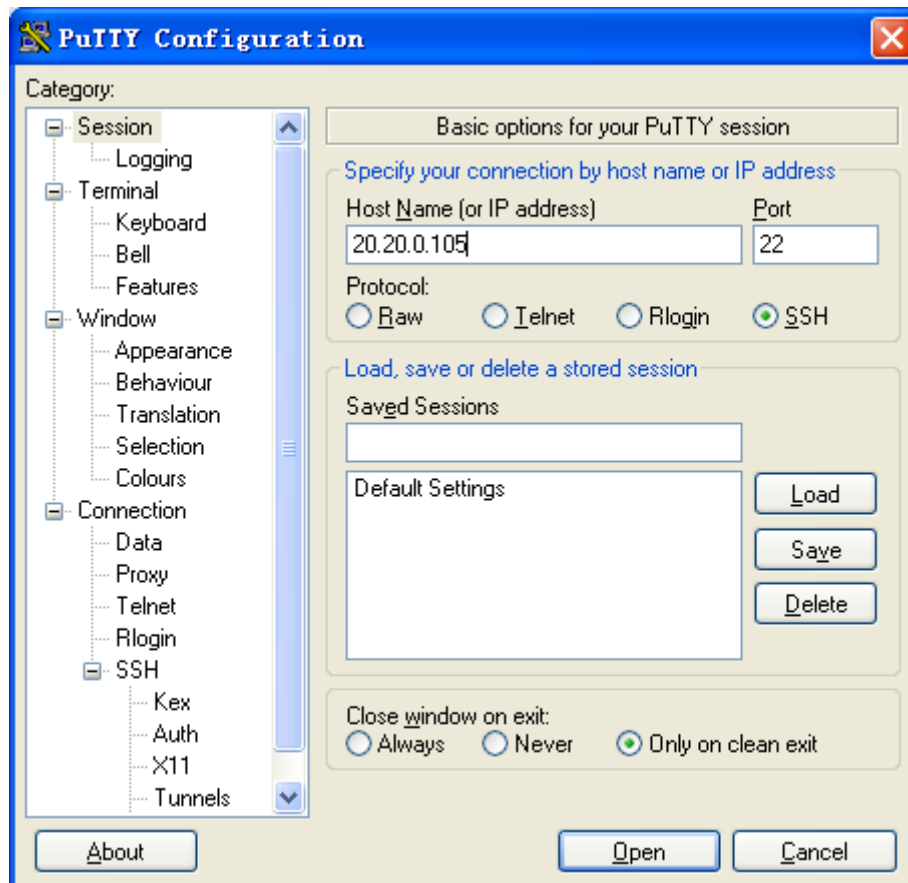 PuTTY Configuration
Category:
Session
Logging
Terminal
Keyboard
Bell
Features
Window
Appearance
Behaviour
Translation
Selection
Colours
Connection
Data
Proxy
Telnet
Rlogin
SSH
Kex
Auth
X11
Tunnels
Basic options for your PuTTY session
Specify your connection by host name or IP address
Host Name (or IP address) Port
20.20.0.105 22
Protocol:
Raw Telnet Rlogin SSH
Load, save or delete a stored session
Saved Sessions
Default Settings
Load
Save
Delete
Close window on exit:
Always Never Only on clean exit
About Open Cancel